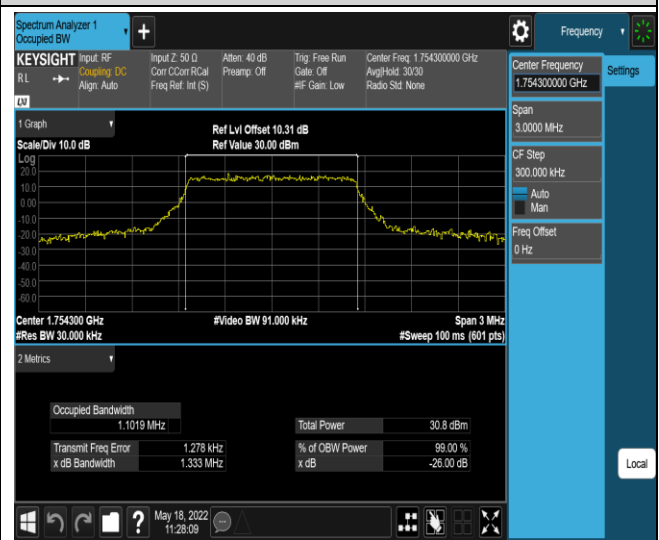 Spectrum Analyzer 1
Occupied BW
+
Frequency
KEYSIGHT
RL
LXI
Input: RF
Coupling: DC
Align: Auto
Input Z: 50 Ω
Corr CCorr RCal
Freq Ref: Int (S)
Atten: 40 dB
Preamp: Off
Trig: Free Run
Gate: Off
#IF Gain: Low
Center Freq: 1.754300000 GHz
Avg|Hold: 30/30
Radio Std: None
Center Frequency
1.754300000 GHz
Settings
Span
3.0000 MHz
CF Step
300.000 kHz
Auto
Man
Freq Offset
0 Hz
1 Graph
Scale/Div 10.0 dB
Ref Lvl Offset 10.31 dB
Ref Value 30.00 dBm
Log
20.0
10.0
0.00
-10.0
-20.0
-30.0
-40.0
-50.0
-60.0
Center 1.754300 GHz
#Video BW 91.000 kHz
Span 3 MHz
#Res BW 30.000 kHz
#Sweep 100 ms (601 pts)
2 Metrics
Occupied Bandwidth
1.1019 MHz
Total Power 30.8 dBm
Transmit Freq Error 1.278 kHz
% of OBW Power 99.00 %
x dB Bandwidth 1.333 MHz
x dB -26.00 dB
Local
?
May 18, 2022
11:28:09